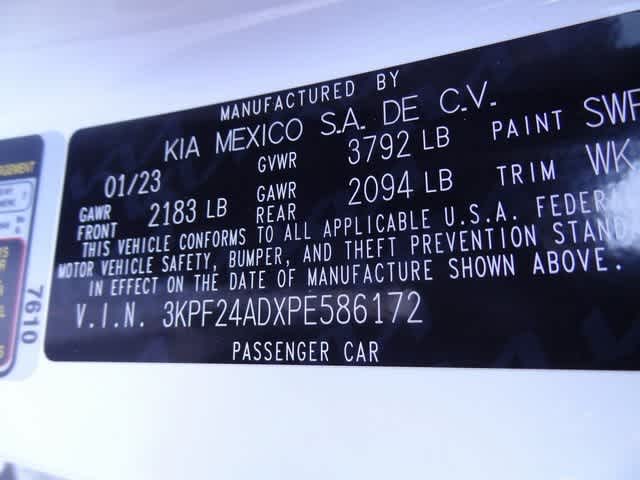 MANUFACTURED BY
KIA MEXICO S.A. DE C.V.
01/23 GVWR 3792 LB PAINT
GAWR FRONT 2183 LB GAWR REAR 2094 LB TRIM WK
THIS VEHICLE CONFORMS TO ALL APPLICABLE U.S.A.
MOTOR VEHICLE SAFETY, BUMPER, AND THEFT PREVENTION
IN EFFECT ON THE DATE OF MANUFACTURE SHOWN ABOVE.
V.I.N. 3KPF24ADXPE586172
PASSENGER CAR
7610